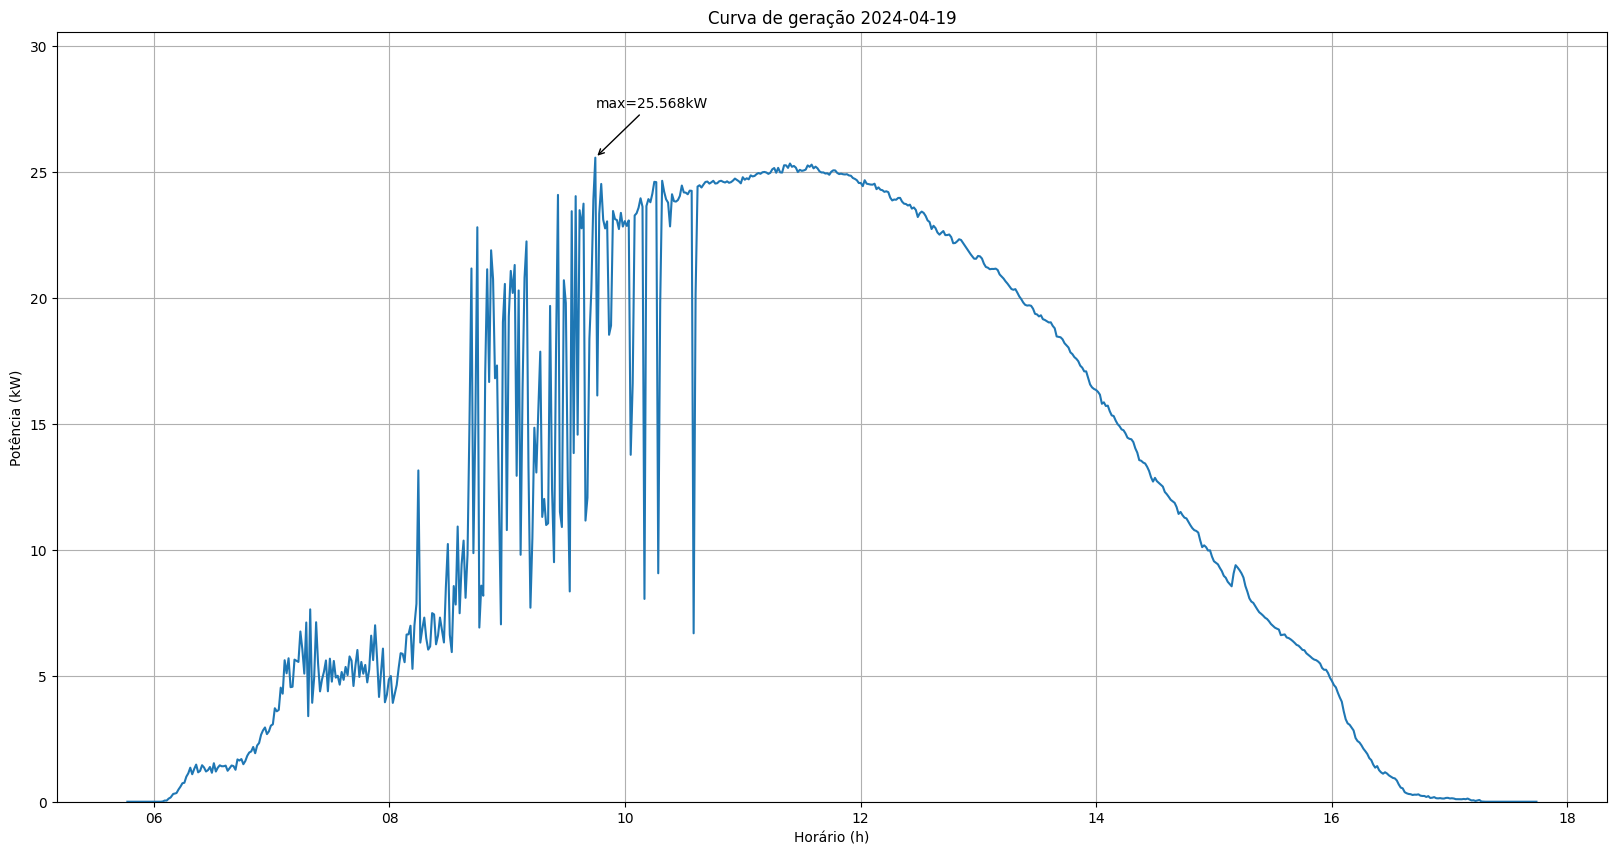 Curva de geração 2024-04-19
30
max=25.568kW
25
20
15
Potência (kW)
10
5
0
06 08 10 12 14 16 18
Horário (h)